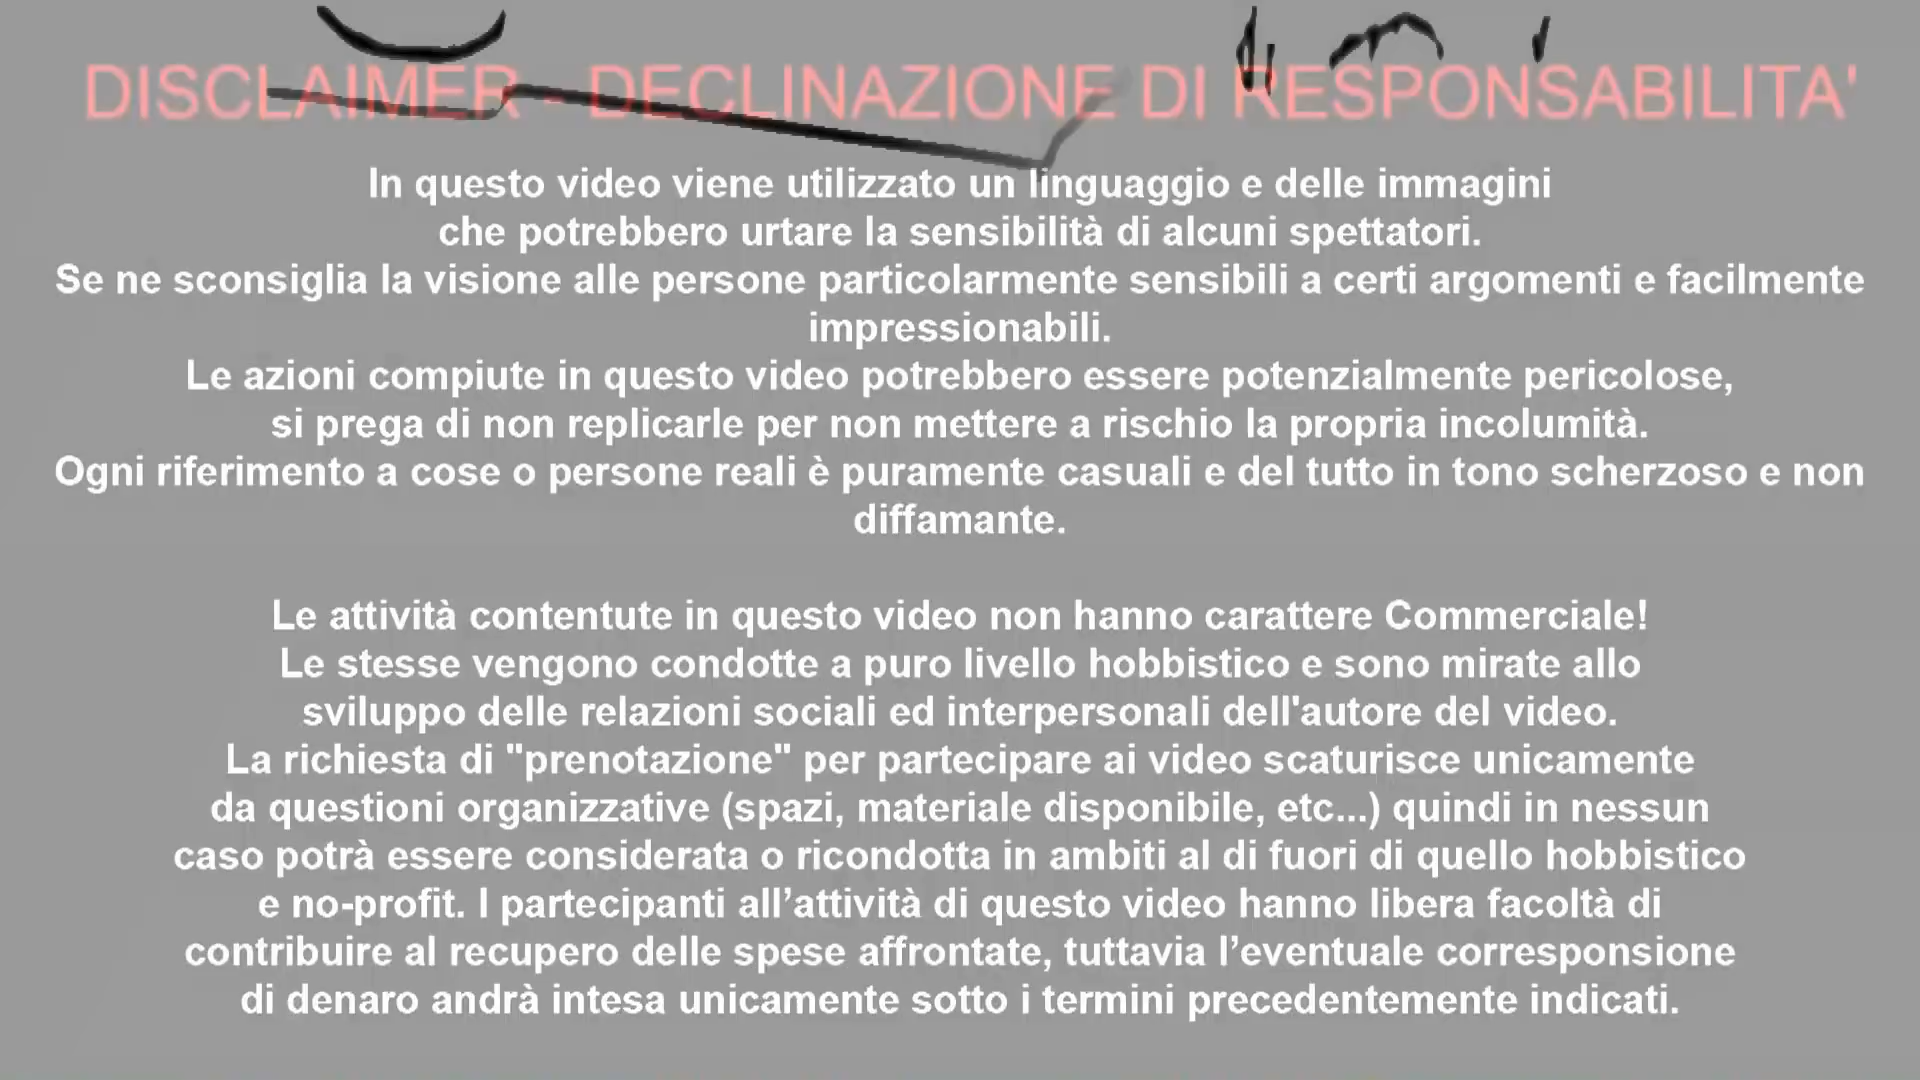 DISCLAIMER - DECLINAZIONE DI RESPONSABILITA'
In questo video viene utilizzato un linguaggio e delle immagini
che potrebbero urtare la sensibilità di alcuni spettatori.
Se ne sconsiglia la visione alle persone particolarmente sensibili a certi argomenti e facilmente
impressionabili.
Le azioni compiute in questo video potrebbero essere potenzialmente pericolose,
si prega di non replicarle per non mettere a rischio la propria incolumità.
Ogni riferimento a cose o persone reali è puramente casuali e del tutto in tono scherzoso e non
diffamante.
Le attività contentute in questo video non hanno carattere Commerciale!
Le stesse vengono condotte a puro livello hobbistico e sono mirate allo
sviluppo delle relazioni sociali ed interpersonali dell'autore del video.
La richiesta di "prenotazione" per partecipare ai video scaturisce unicamente
da questioni organizzative (spazi, materiale disponibile, etc...) quindi in nessun
caso potrà essere considerata o ricondotta in ambiti al di fuori di quello hobbistico
e no-profit. I partecipanti all’attività di questo video hanno libera facoltà di
contribuire al recupero delle spese affrontate, tuttavia l’eventuale corresponsione
di denaro andrà intesa unicamente sotto i termini precedentemente indicati.